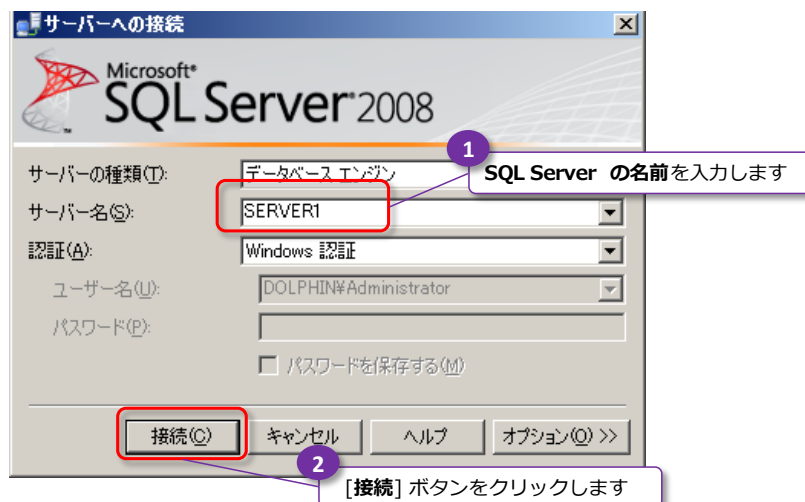 サーバーへの接続
Microsoft®
SQL Server® 2008
1
SQL Server の名前を入力します
サーバーの種類(T):
データベース エンジン
サーバー名(S):
SERVER1
認証(A):
Windows 認証
ユーザー名(U):
DOLPHIN¥Administrator
パスワード(P):
パスワードを保存する(M)
接続(C)
キャンセル
ヘルプ
オプション(O) >>
2
[接続] ボタンをクリックします